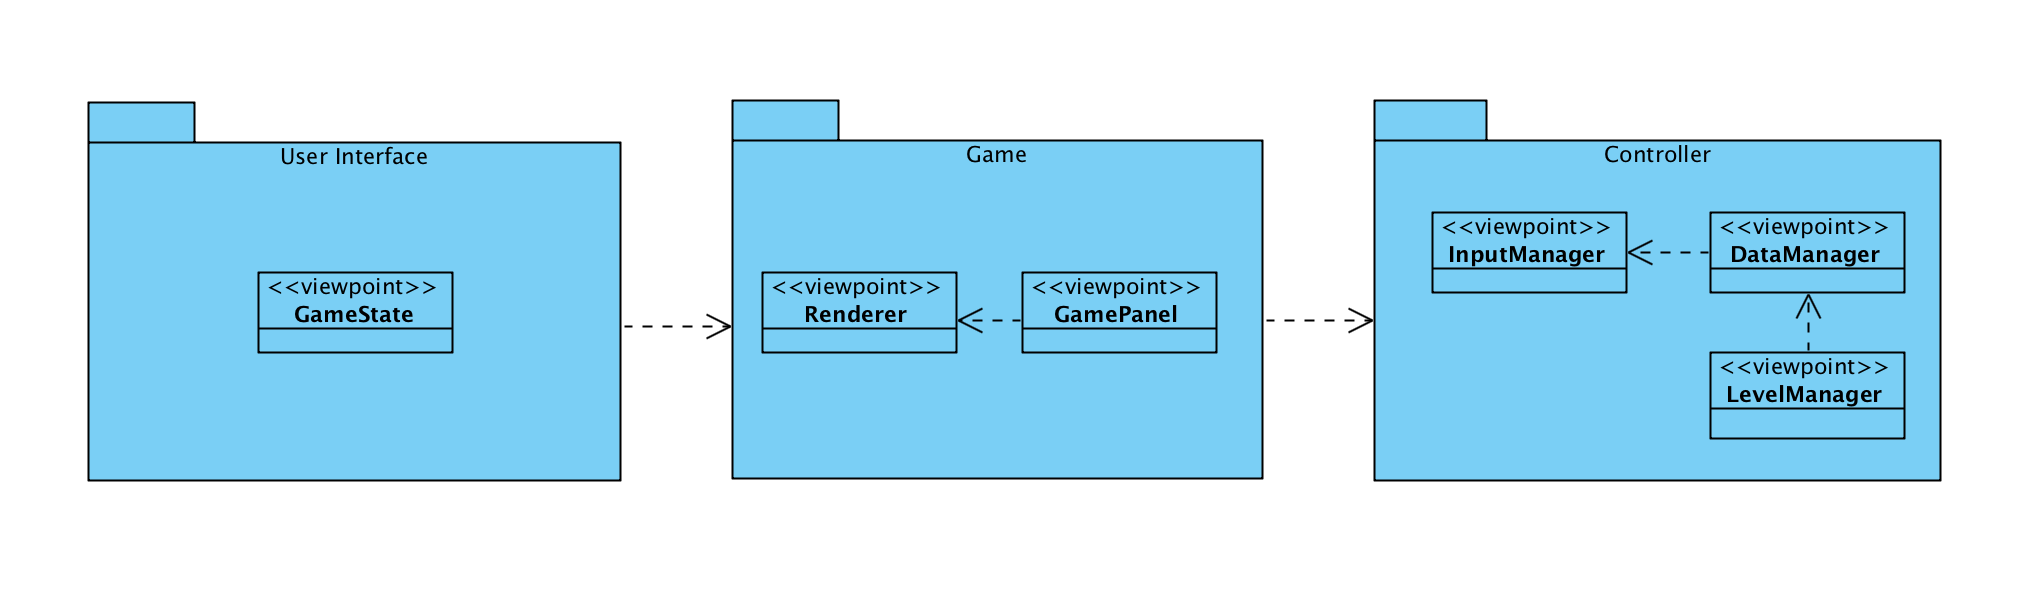 User Interface
<<viewpoint>>
GameState
Game
<<viewpoint>>
Renderer
<<viewpoint>>
GamePanel
Controller
<<viewpoint>>
InputManager
<<viewpoint>>
DataManager
<<viewpoint>>
LevelManager